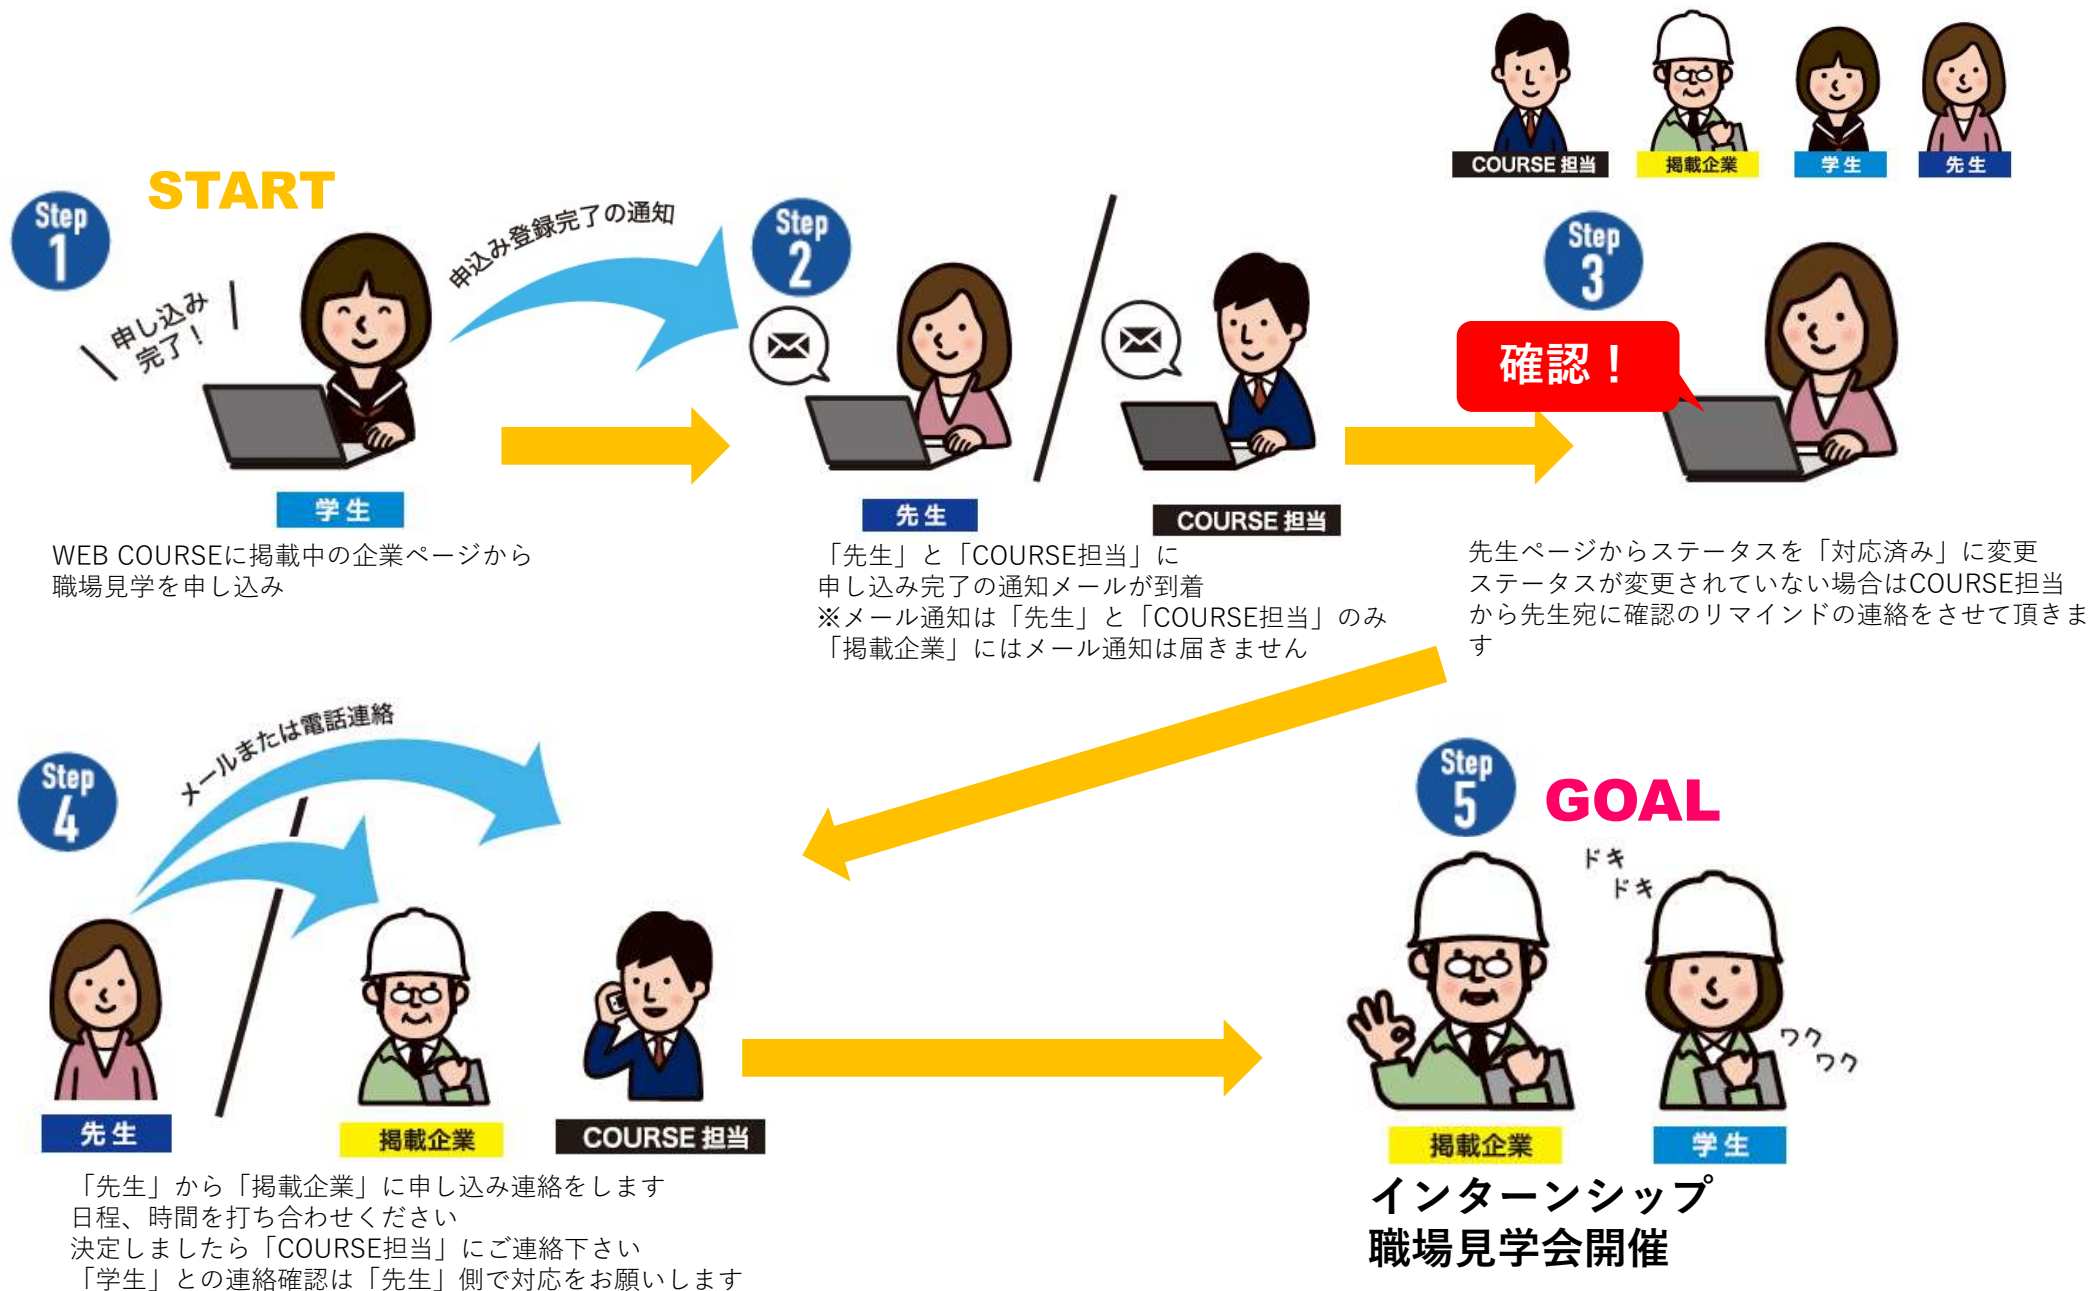 COURSE 担当
掲載企業
学生
先生
START
Step
1
申し込み
完了！
申込み登録完了の通知
学生
WEB COURSEに掲載中の企業ページから
職場見学を申し込み
Step
2
先生
COURSE 担当
「先生」と「COURSE担当」に
申し込み完了の通知メールが到着
※メール通知は「先生」と「COURSE担当」のみ
「掲載企業」にはメール通知は届きません
Step
3
確認！
先生ページからステータスを「対応済み」に変更
ステータスが変更されていない場合はCOURSE担当
から先生宛に確認のリマインドの連絡をさせて頂きま
す
Step
4
メールまたは電話連絡
先生
掲載企業
COURSE 担当
「先生」から「掲載企業」に申し込み連絡をします
日程、時間を打ち合わせください
決定しましたら「COURSE担当」にご連絡下さい
「学生」との連絡確認は「先生」側で対応をお願いします
Step
5
GOAL
ドキ
ドキ
ワク
ワク
掲載企業
学生
インターンシップ
職場見学会開催